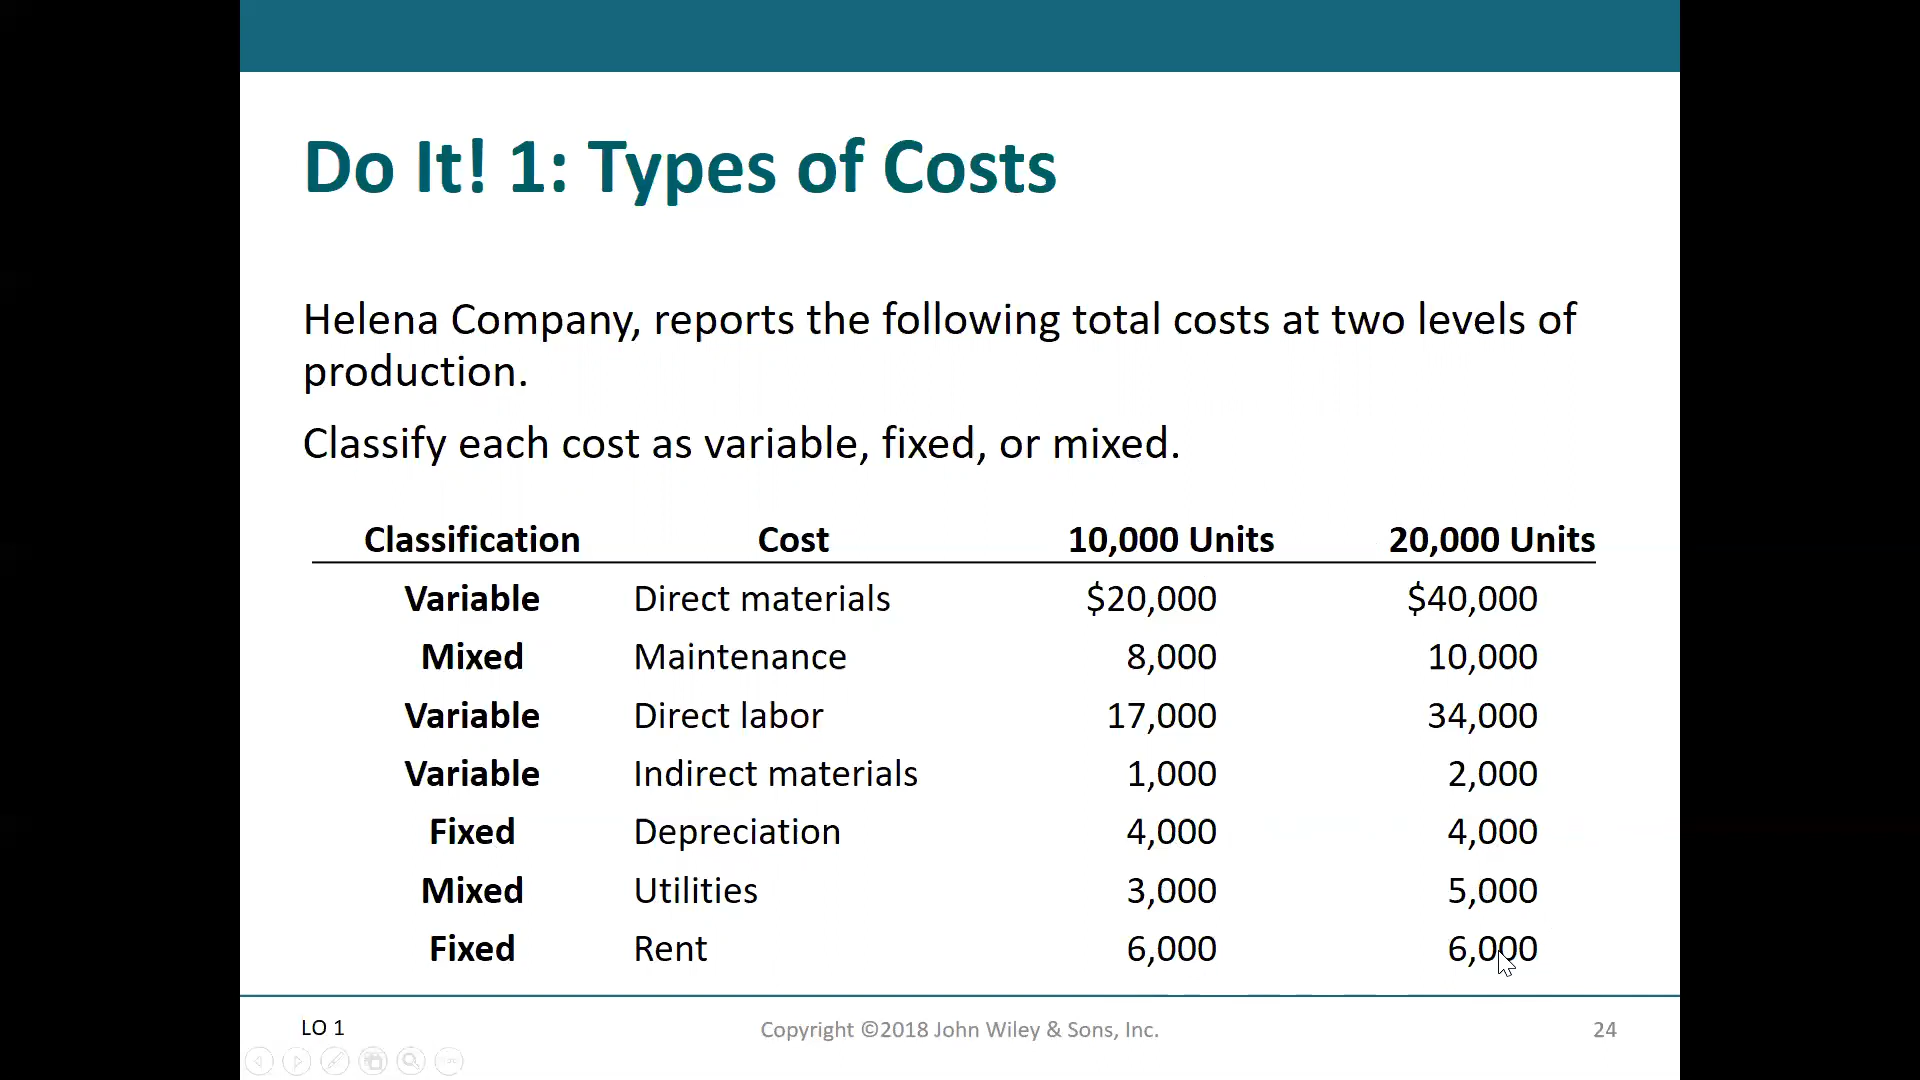 Do It! 1: Types of Costs
Helena Company, reports the following total costs at two levels of
production.
Classify each cost as variable, fixed, or mixed.
Classification Cost 10,000 Units 20,000 Units
Variable Direct materials $20,000 $40,000
Mixed Maintenance 8,000 10,000
Variable Direct labor 17,000 34,000
Variable Indirect materials 1,000 2,000
Fixed Depreciation 4,000 4,000
Mixed Utilities 3,000 5,000
Fixed Rent 6,000 6,000
LO 1 Copyright ©2018 John Wiley & Sons, Inc. 24